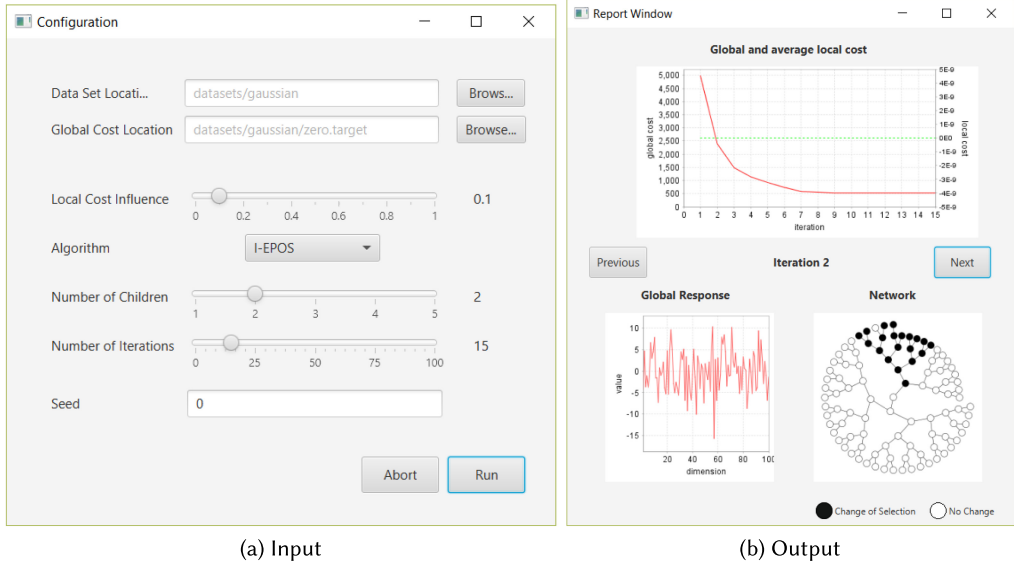 Configuration
Data Set Locati... datasets/gaussian Brows...
Global Cost Location datasets/gaussian/zero.target Browse...
Local Cost Influence 0.1
0 0.2 0.4 0.6 0.8 1
Algorithm I-EPOS
Number of Children 2
1 2 3 4 5
Number of Iterations 15
0 25 50 75 100
Seed 0
Abort Run
(a) Input
Report Window
Global and average local cost
global cost
5,000
4,500
4,000
3,500
3,000
2,500
2,000
1,500
1,000
500
0
5E-9
4E-9
3E-9
2E-9
1E-9
0E0
-1E-9
-2E-9
-3E-9
-4E-9
-5E-9
local cost
0 1 2 3 4 5 6 7 8 9 10 11 12 13 14 15
iteration
Previous Iteration 2 Next
Global Response
value
10
5
0
-5
-10
-15
20 40 60 80 100
dimension
Network
Change of Selection No Change
(b) Output